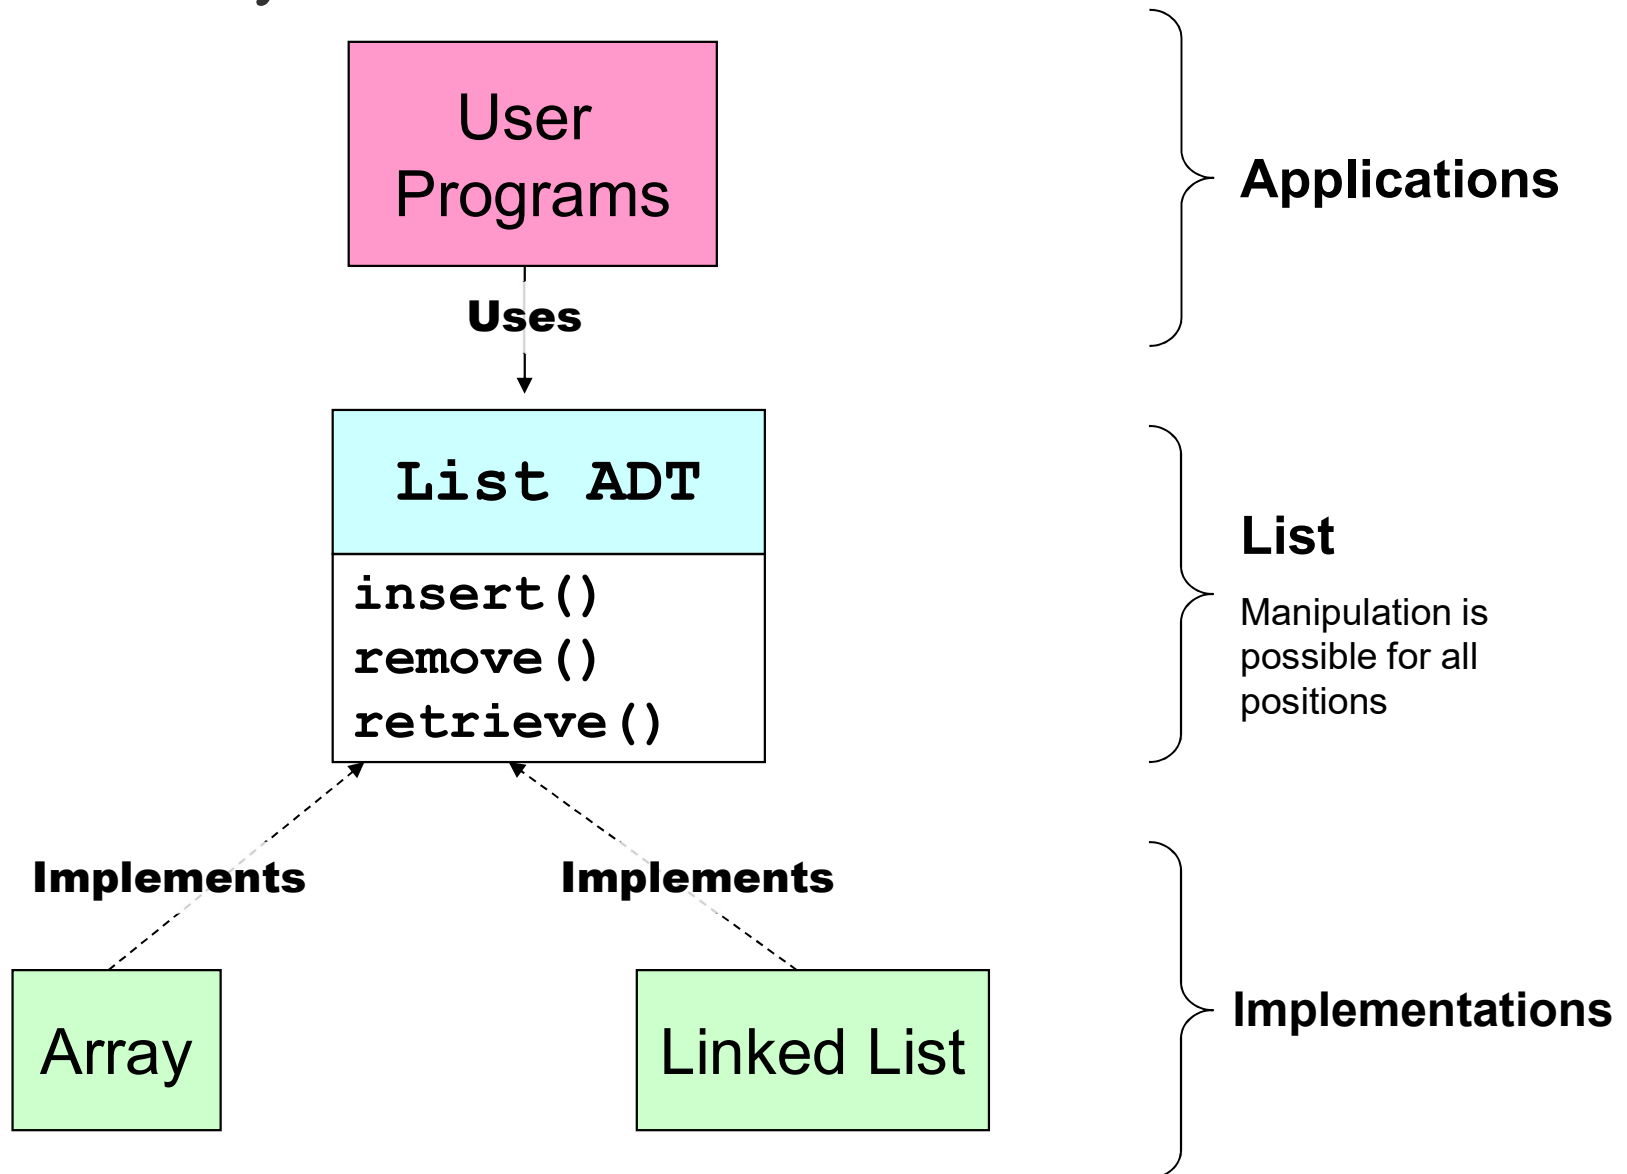 User
Programs
Applications
Uses
List ADT
insert()
remove()
retrieve()
List
Manipulation is
possible for all
positions
Implements
Implements
Array
Linked List
Implementations